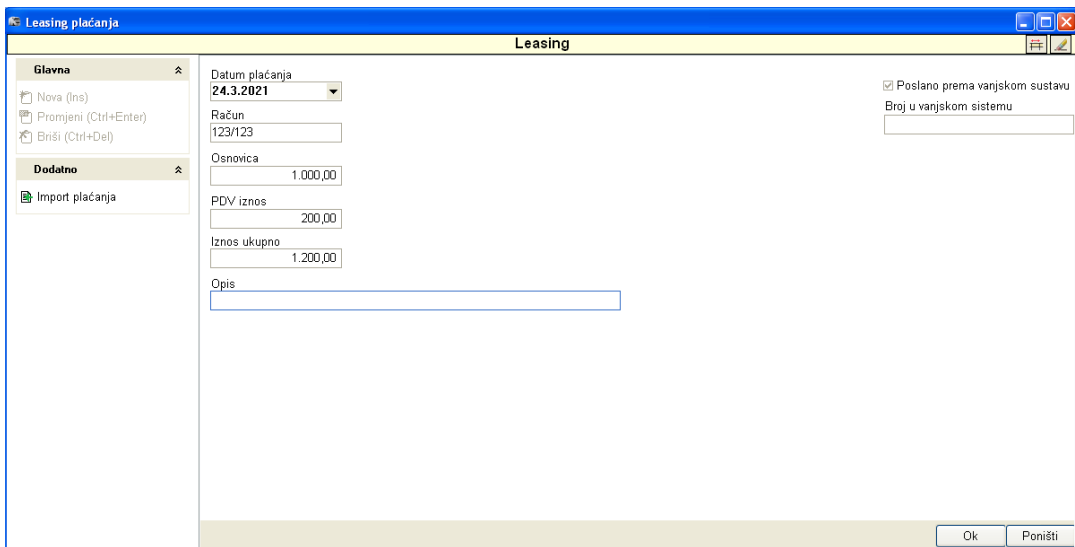 Leasing plaćanja
Leasing
Glavna
Nova (Ins)
Promjeni (Ctrl+Enter)
Briši (Ctrl+Del)
Dodatno
Import plaćanja
Datum plaćanja
24.3.2021
Račun
123/123
Osnovica
1.000,00
PDV iznos
200,00
Iznos ukupno
1.200,00
Opis
Poslano prema vanjskom sustavu
Broj u vanjskom sistemu
Ok
Poništi